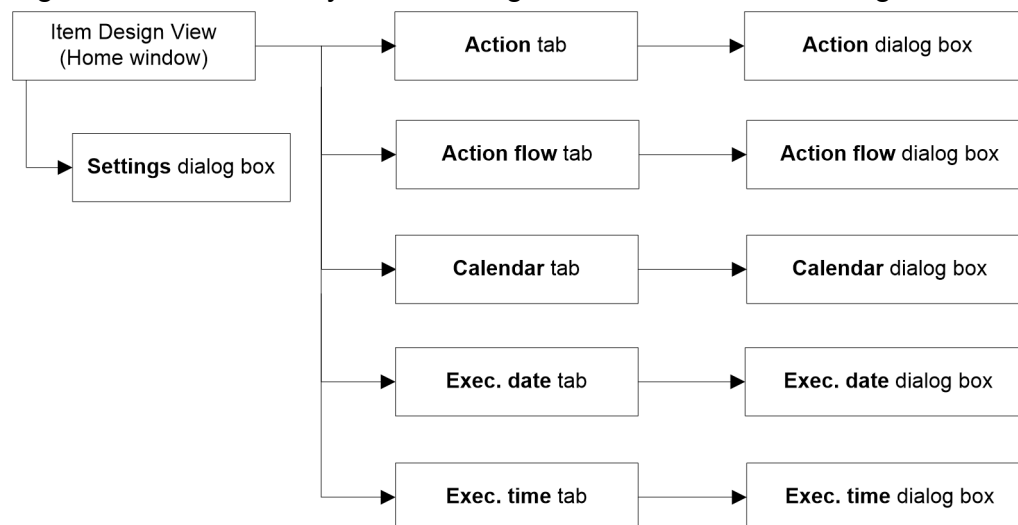 Item Design View
(Home window)
Action tab
Action dialog box
Settings dialog box
Action flow tab
Action flow dialog box
Calendar tab
Calendar dialog box
Exec. date tab
Exec. date dialog box
Exec. time tab
Exec. time dialog box